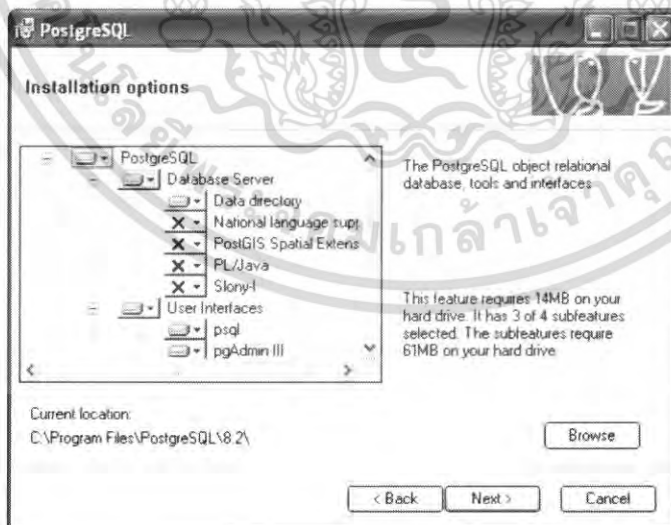 PostgreSQL
Installation options
PostgreSQL
Database Server
Data directory
National language supp
PostGIS Spatial Extens
PL/Java
Slony-I
User Interfaces
psql
pgAdmin III
The PostgreSQL object relational
database, tools and interfaces
This feature requires 14MB on your
hard drive. It has 3 of 4 subfeatures
selected. The subfeatures require
61MB on your hard drive.
Current location:
C:\Program Files\PostgreSQL\8.2\
Browse
< Back
Next >
Cancel